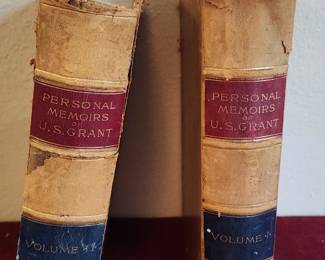 PERSONAL
MEMOIRS
OF
U.S. GRANT
VOLUME
PERSONAL
MEMOIRS
OF
U.S. GRANT
VOLUME